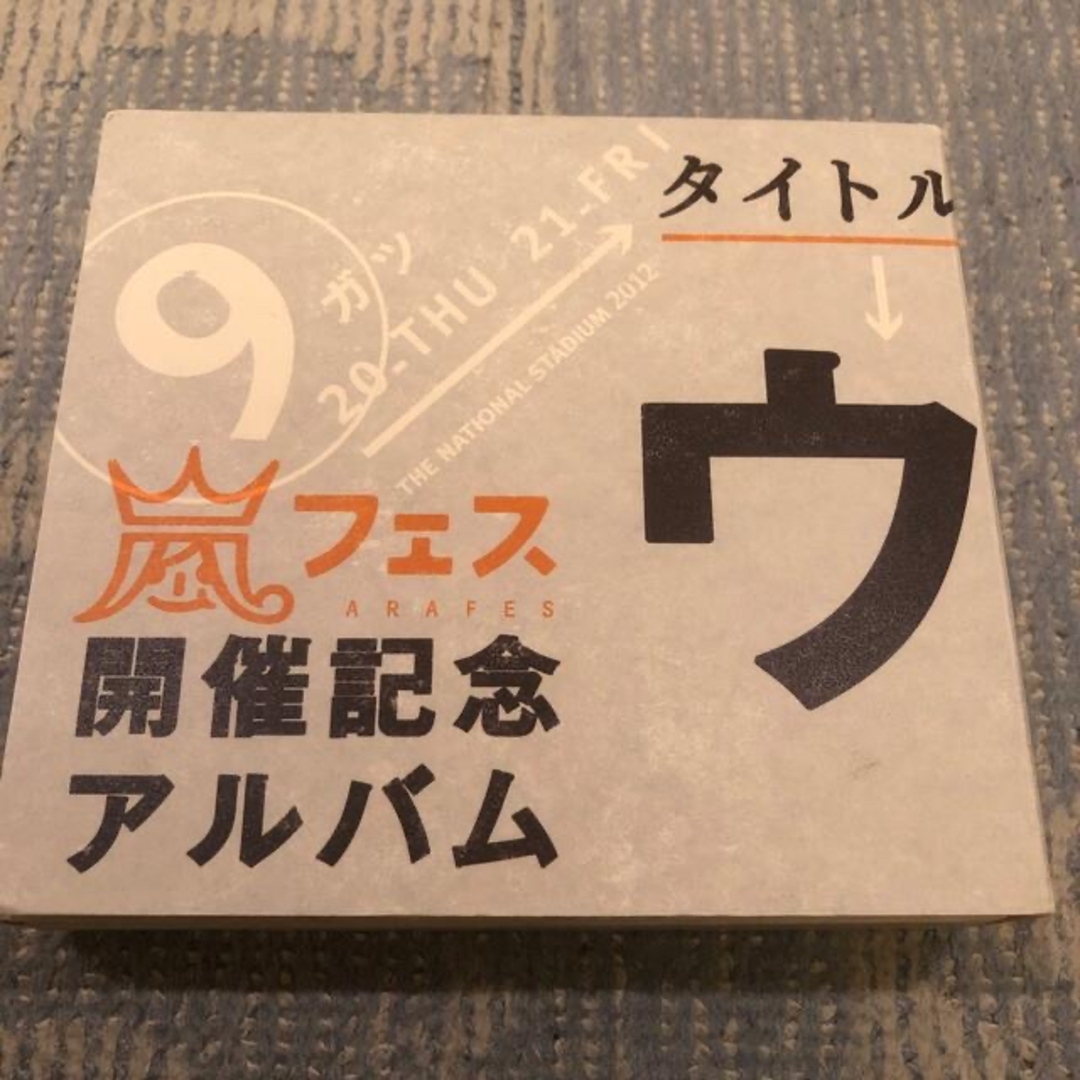 9
ガツ
20-THU 21-FRI
THE NATIONAL STADIUM 2012
タイトル
ウ
嵐フェス
ARAFES
開催記念
アルバム